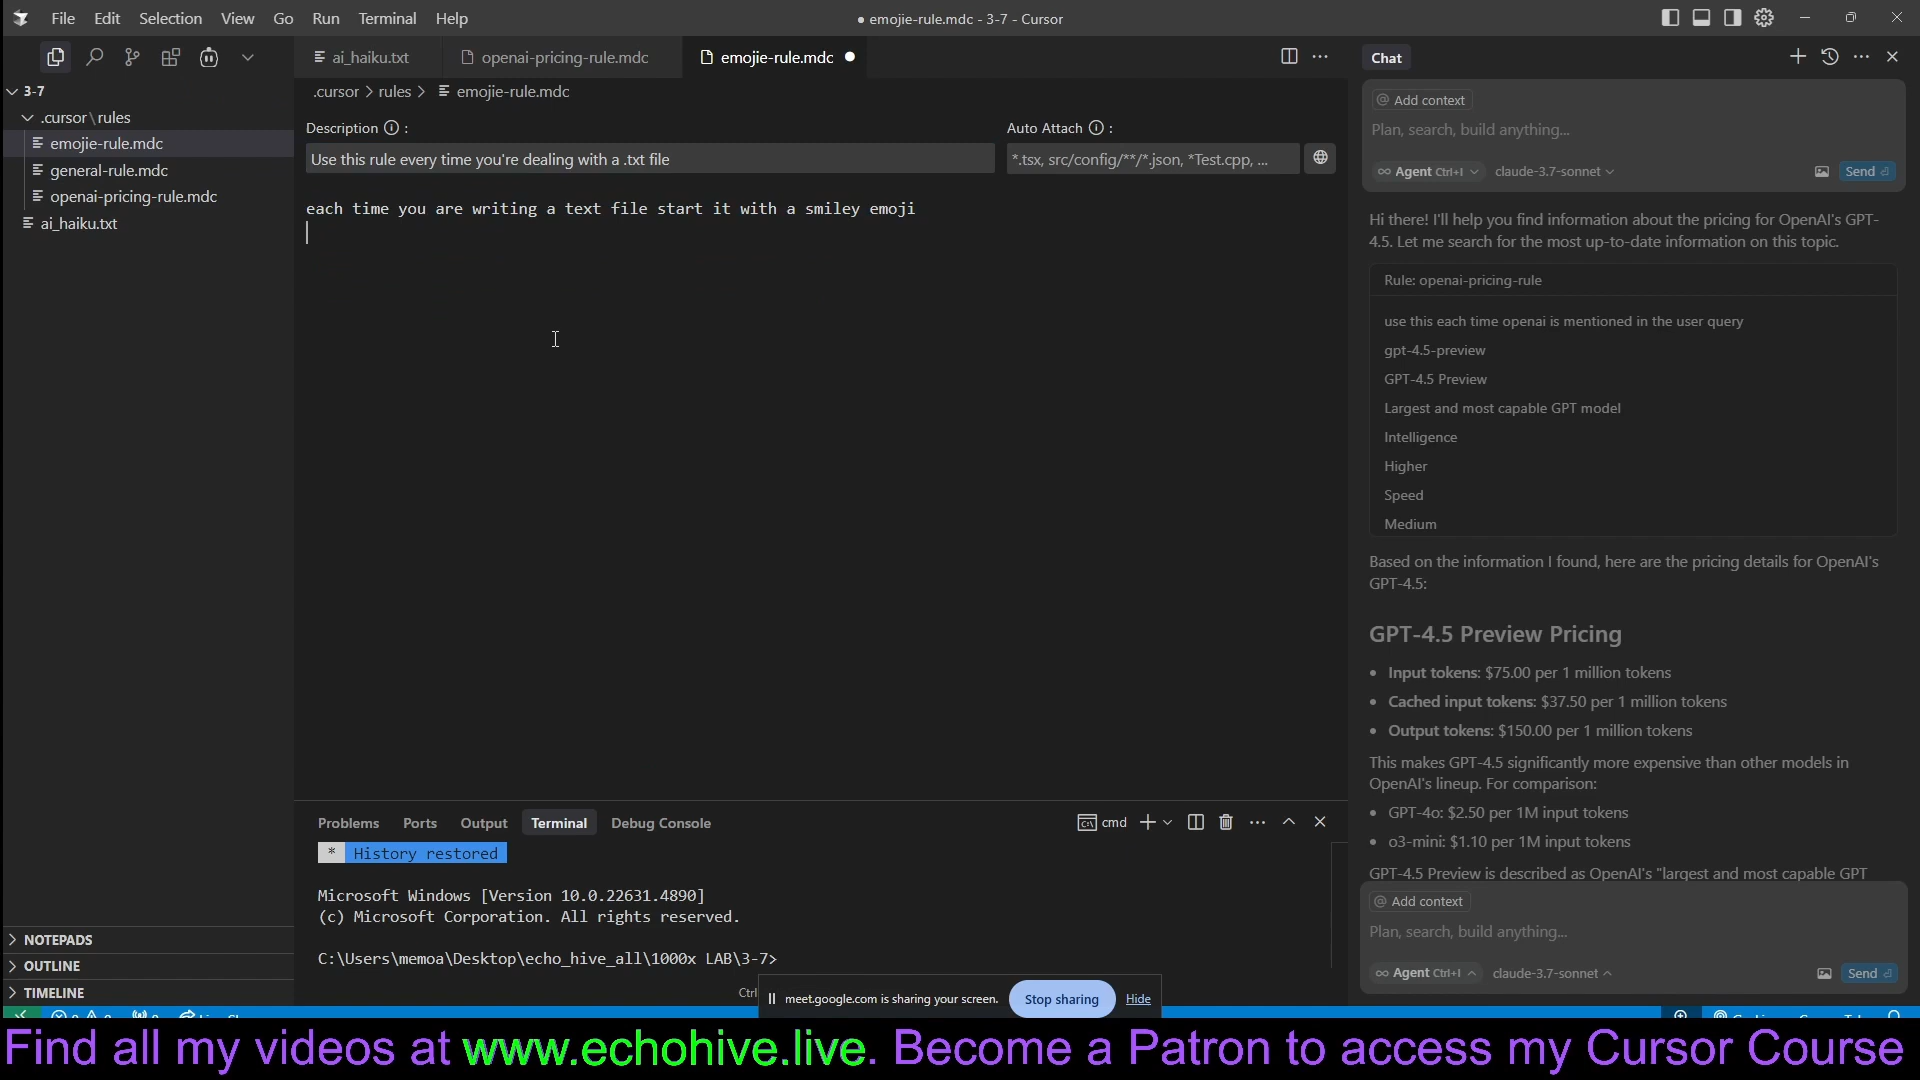 File Edit Selection View Go Run Terminal Help
● emojie-rule.mdc - 3-7 - Cursor
ai_haiku.txt
openai-pricing-rule.mdc
emojie-rule.mdc
Chat
3-7
.cursor\rules
emojie-rule.mdc
general-rule.mdc
openai-pricing-rule.mdc
ai_haiku.txt
.cursor > rules > emojie-rule.mdc
Description :
Auto Attach :
Use this rule every time you're dealing with a .txt file
*.tsx, src/config/**/*.json, *Test.cpp, ...
each time you are writing a text file start it with a smiley emoji
@ Add context
Plan, search, build anything...
∞ Agent Ctrl+I
claude-3.7-sonnet
Send
Hi there! I'll help you find information about the pricing for OpenAI's GPT-
4.5. Let me search for the most up-to-date information on this topic.
Rule: openai-pricing-rule
use this each time openai is mentioned in the user query
gpt-4.5-preview
GPT-4.5 Preview
Largest and most capable GPT model
Intelligence
Higher
Speed
Medium
Based on the information I found, here are the pricing details for OpenAI's
GPT-4.5:
GPT-4.5 Preview Pricing
• Input tokens: $75.00 per 1 million tokens
• Cached input tokens: $37.50 per 1 million tokens
• Output tokens: $150.00 per 1 million tokens
This makes GPT-4.5 significantly more expensive than other models in
OpenAI's lineup. For comparison:
• GPT-4o: $2.50 per 1M input tokens
• o3-mini: $1.10 per 1M input tokens
GPT-4.5 Preview is described as OpenAI's "largest and most capable GPT
@ Add context
Plan, search, build anything...
∞ Agent Ctrl+I
claude-3.7-sonnet
Send
Problems Ports Output Terminal Debug Console
cmd
* History restored
Microsoft Windows [Version 10.0.22631.4890]
(c) Microsoft Corporation. All rights reserved.
C:\Users\memoa\Desktop\echo_hive_all\1000x LAB\3-7>
Ctrl
NOTEPADS
OUTLINE
TIMELINE
meet.google.com is sharing your screen.
Stop sharing
Hide
Find all my videos at www.echohive.live. Become a Patron to access my Cursor Course